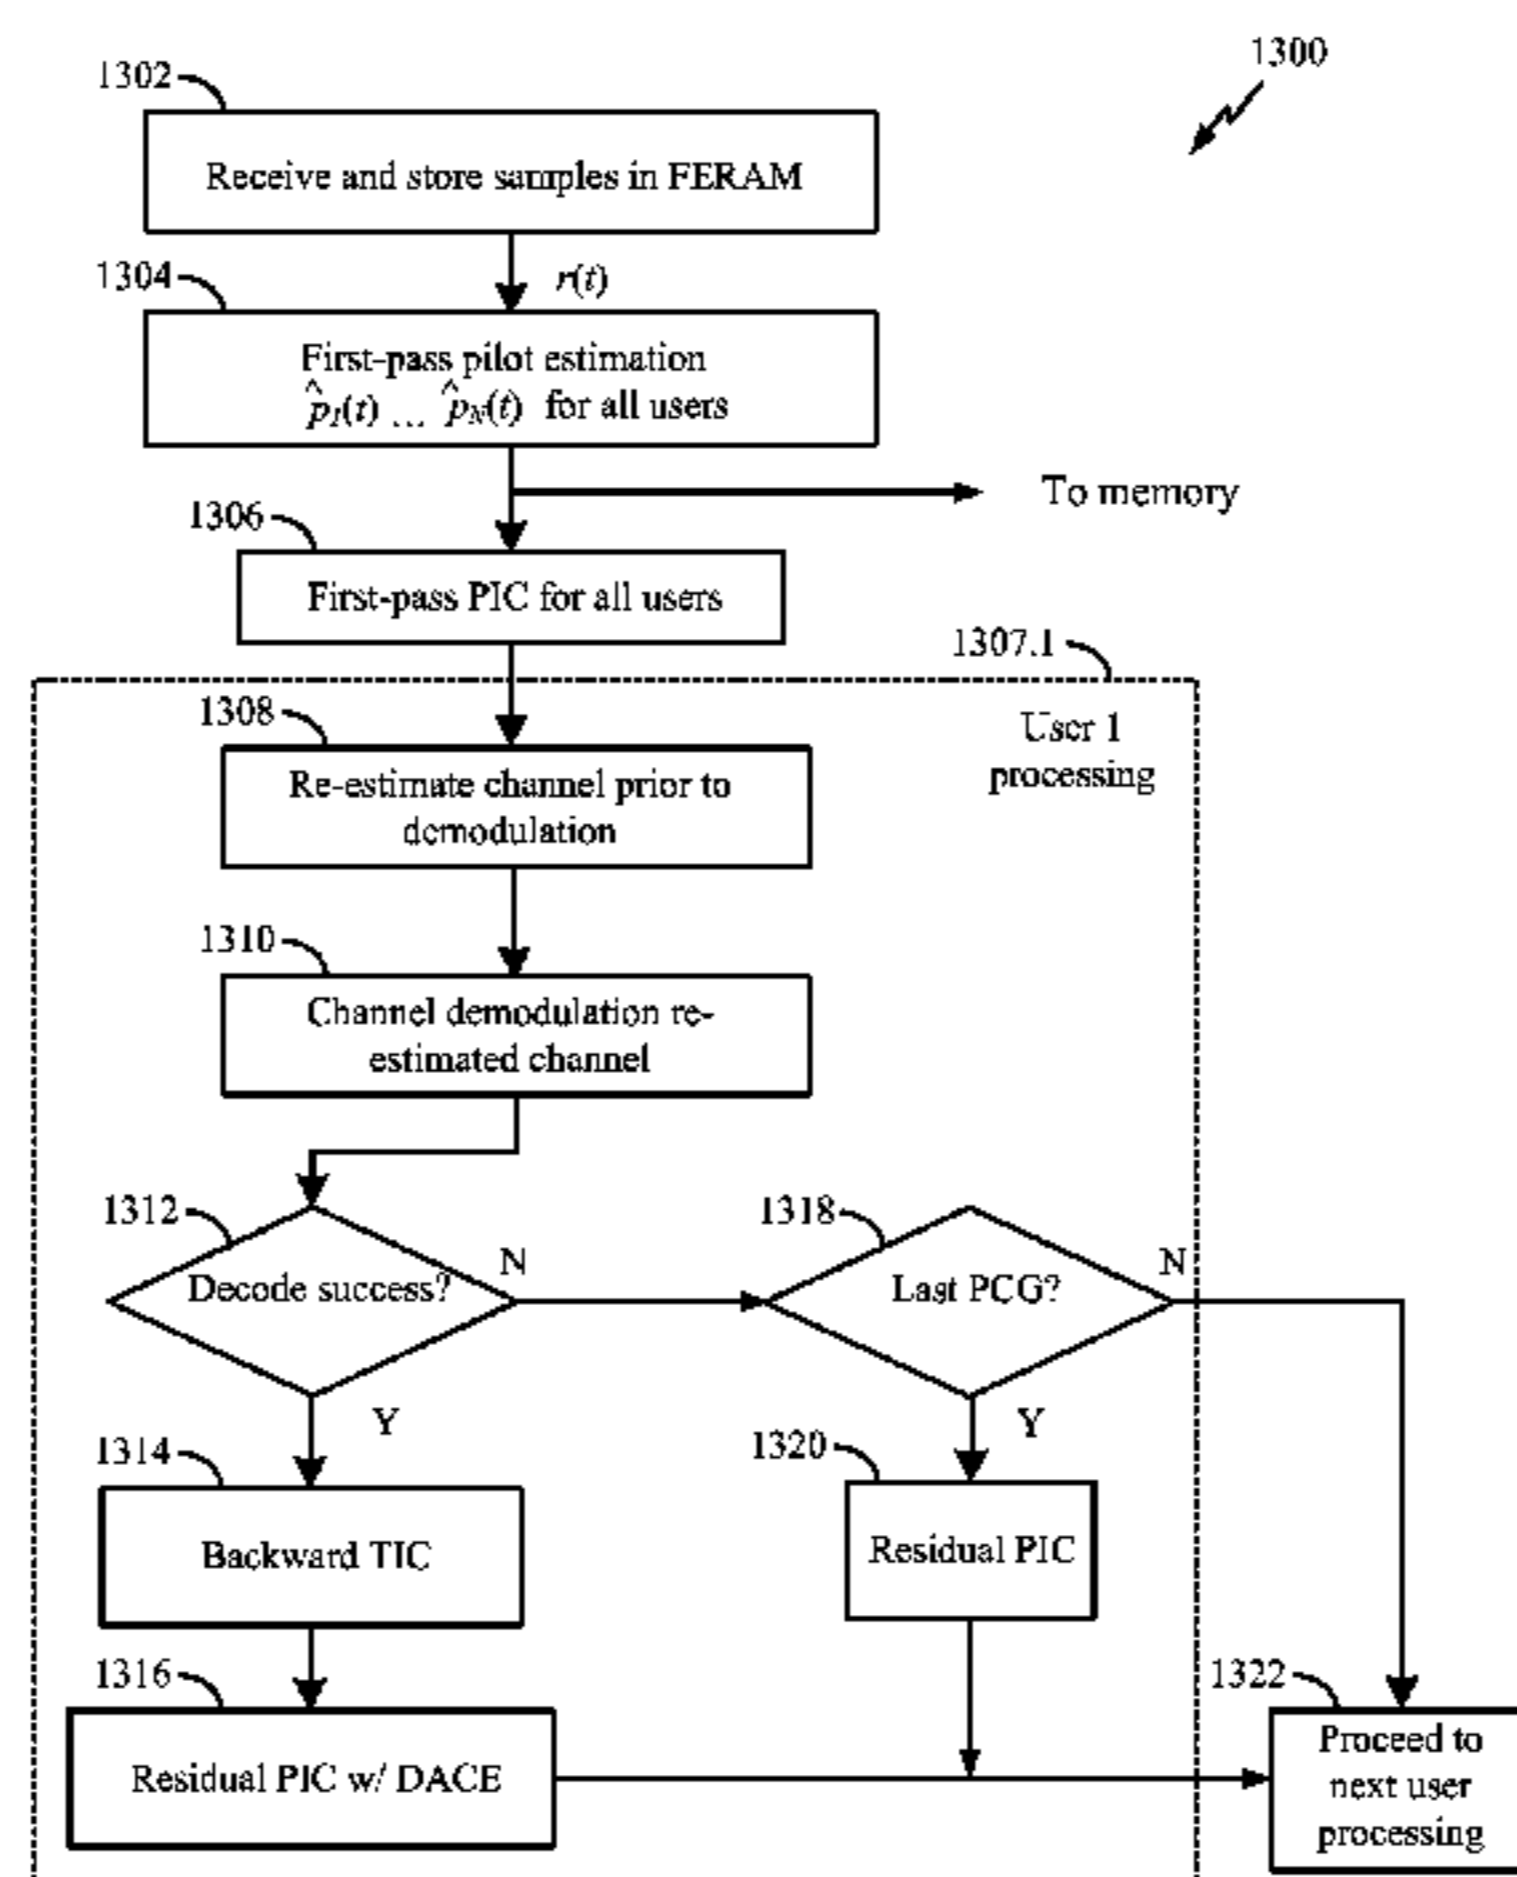 1300
1302
Receive and store samples in FERAM
r(t)
1304
First-pass pilot estimation
p̂₁(t) ... p̂_N(t) for all users
To memory
1306
First-pass PIC for all users
1307.1
User 1
processing
1308
Re-estimate channel prior to
demodulation
1310
Channel demodulation re-
estimated channel
1312
Decode success?
N
Y
1318
Last PCG?
N
Y
1314
Backward TIC
1320
Residual PIC
1316
Residual PIC w/ DACE
1322
Proceed to
next user
processing